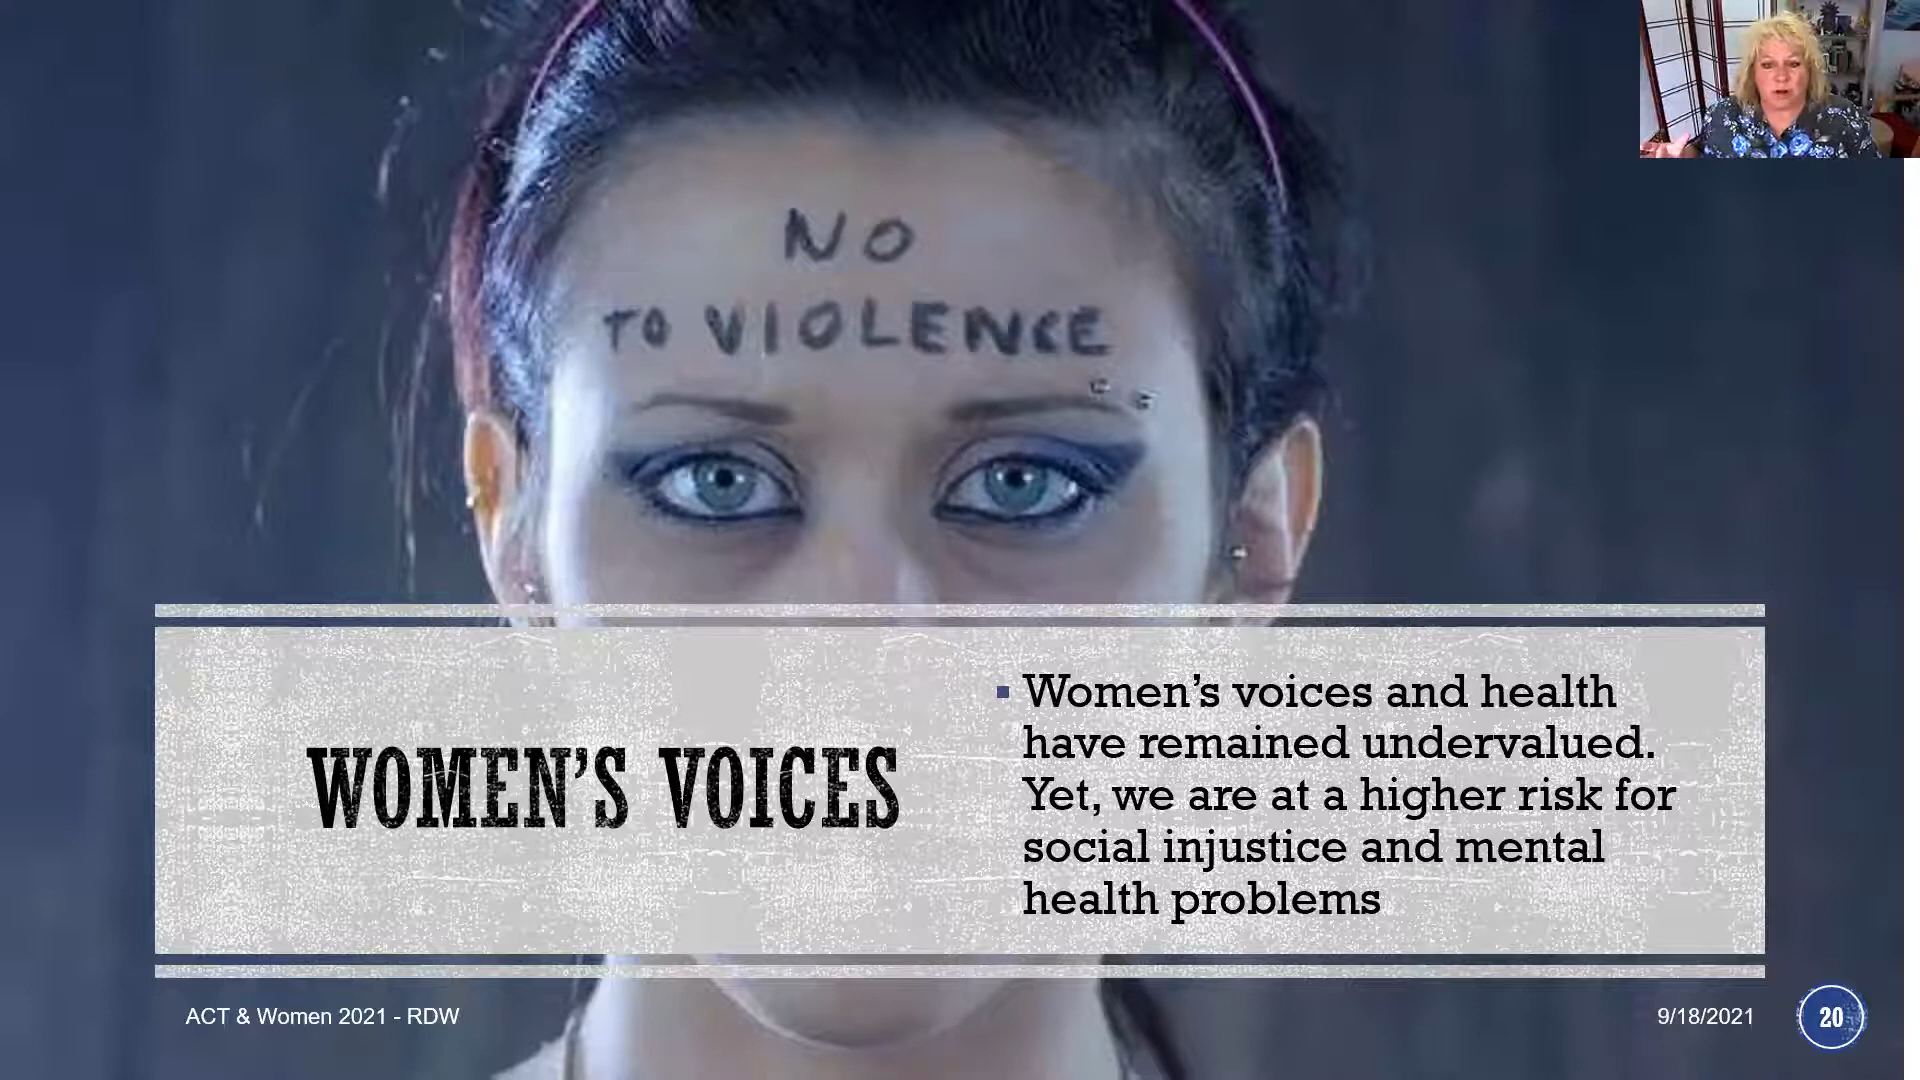 NO
TO VIOLENCE
WOMEN'S VOICES
▪ Women's voices and health
have remained undervalued.
Yet, we are at a higher risk for
social injustice and mental
health problems
ACT & Women 2021 - RDW
9/18/2021
20